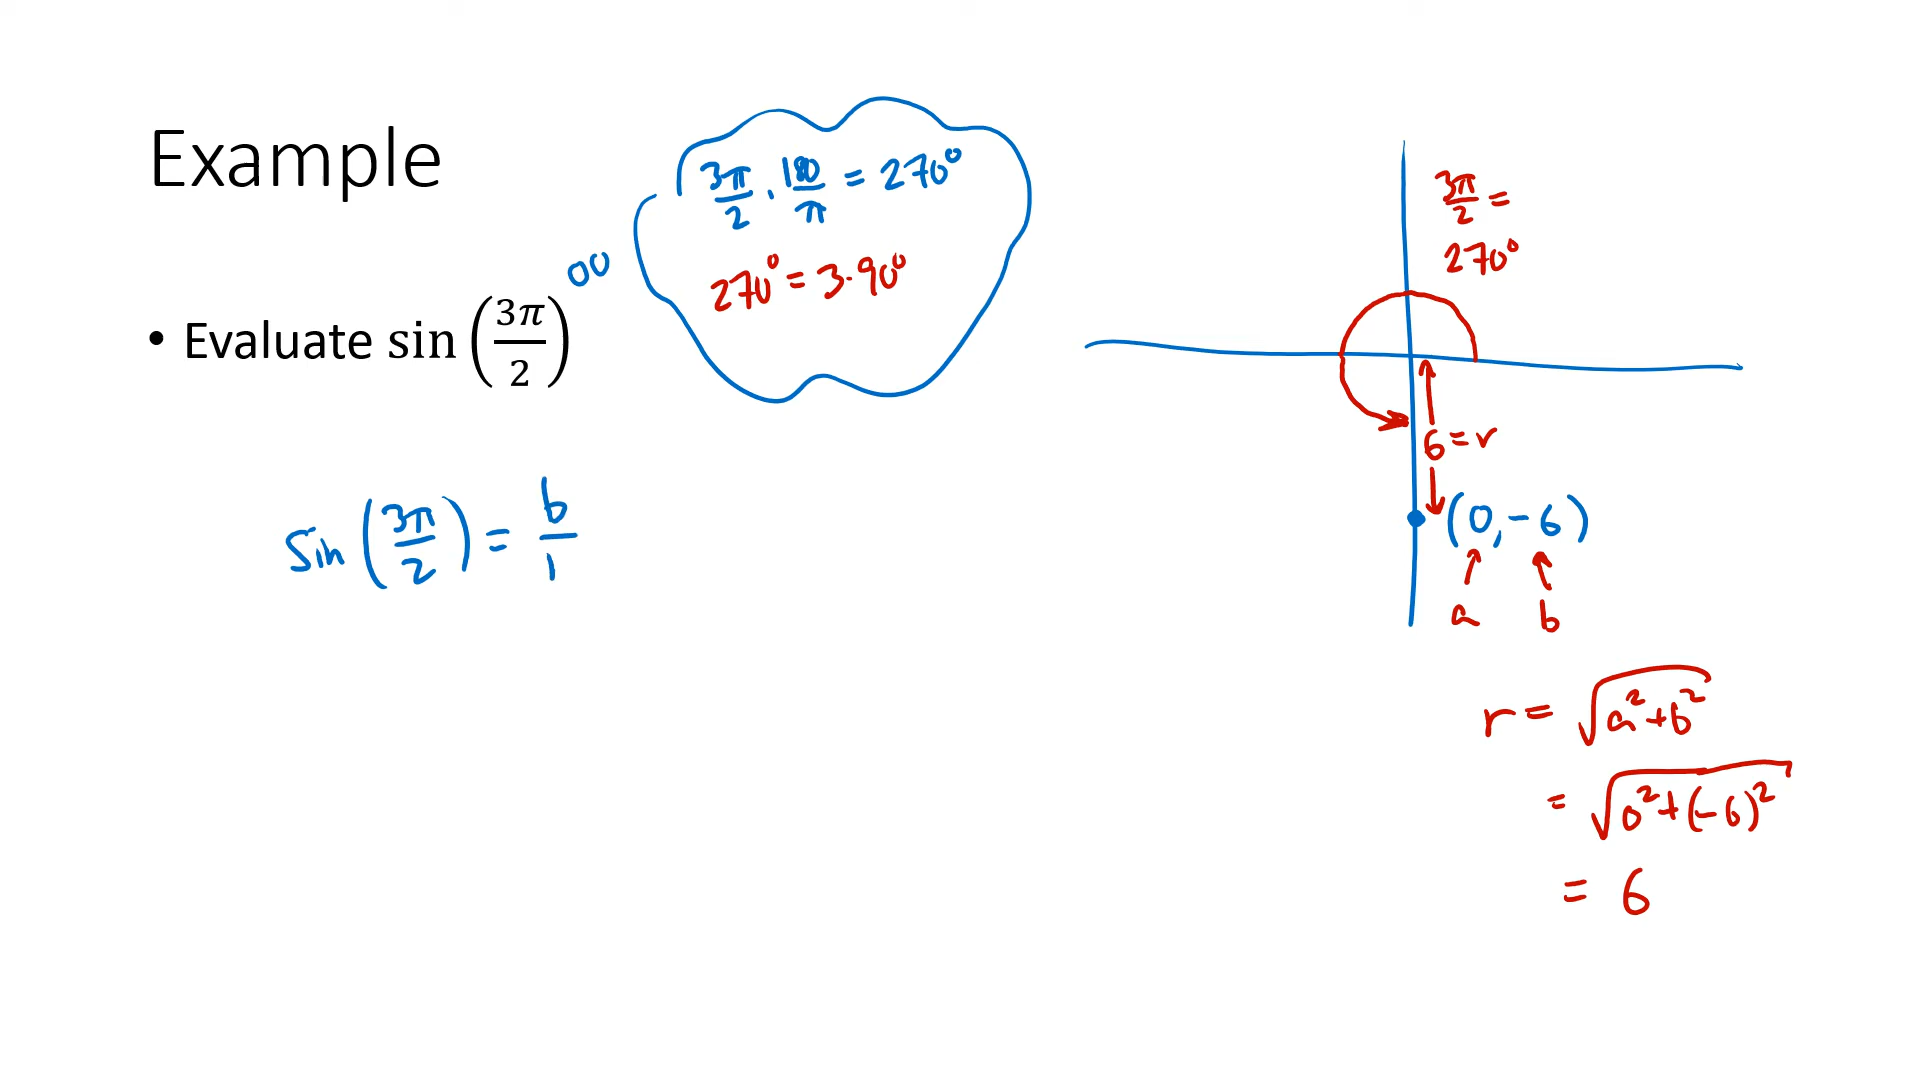 Example
• Evaluate sin(3π/2)
3π/2 · 180/π = 270°
270° = 3·90°
sin(3π/2) = b/1
3π/2 =
270°
6 = r
(0, -6)
a b
r = √(a²+b²)
= √(0²+(-6)²)
= 6